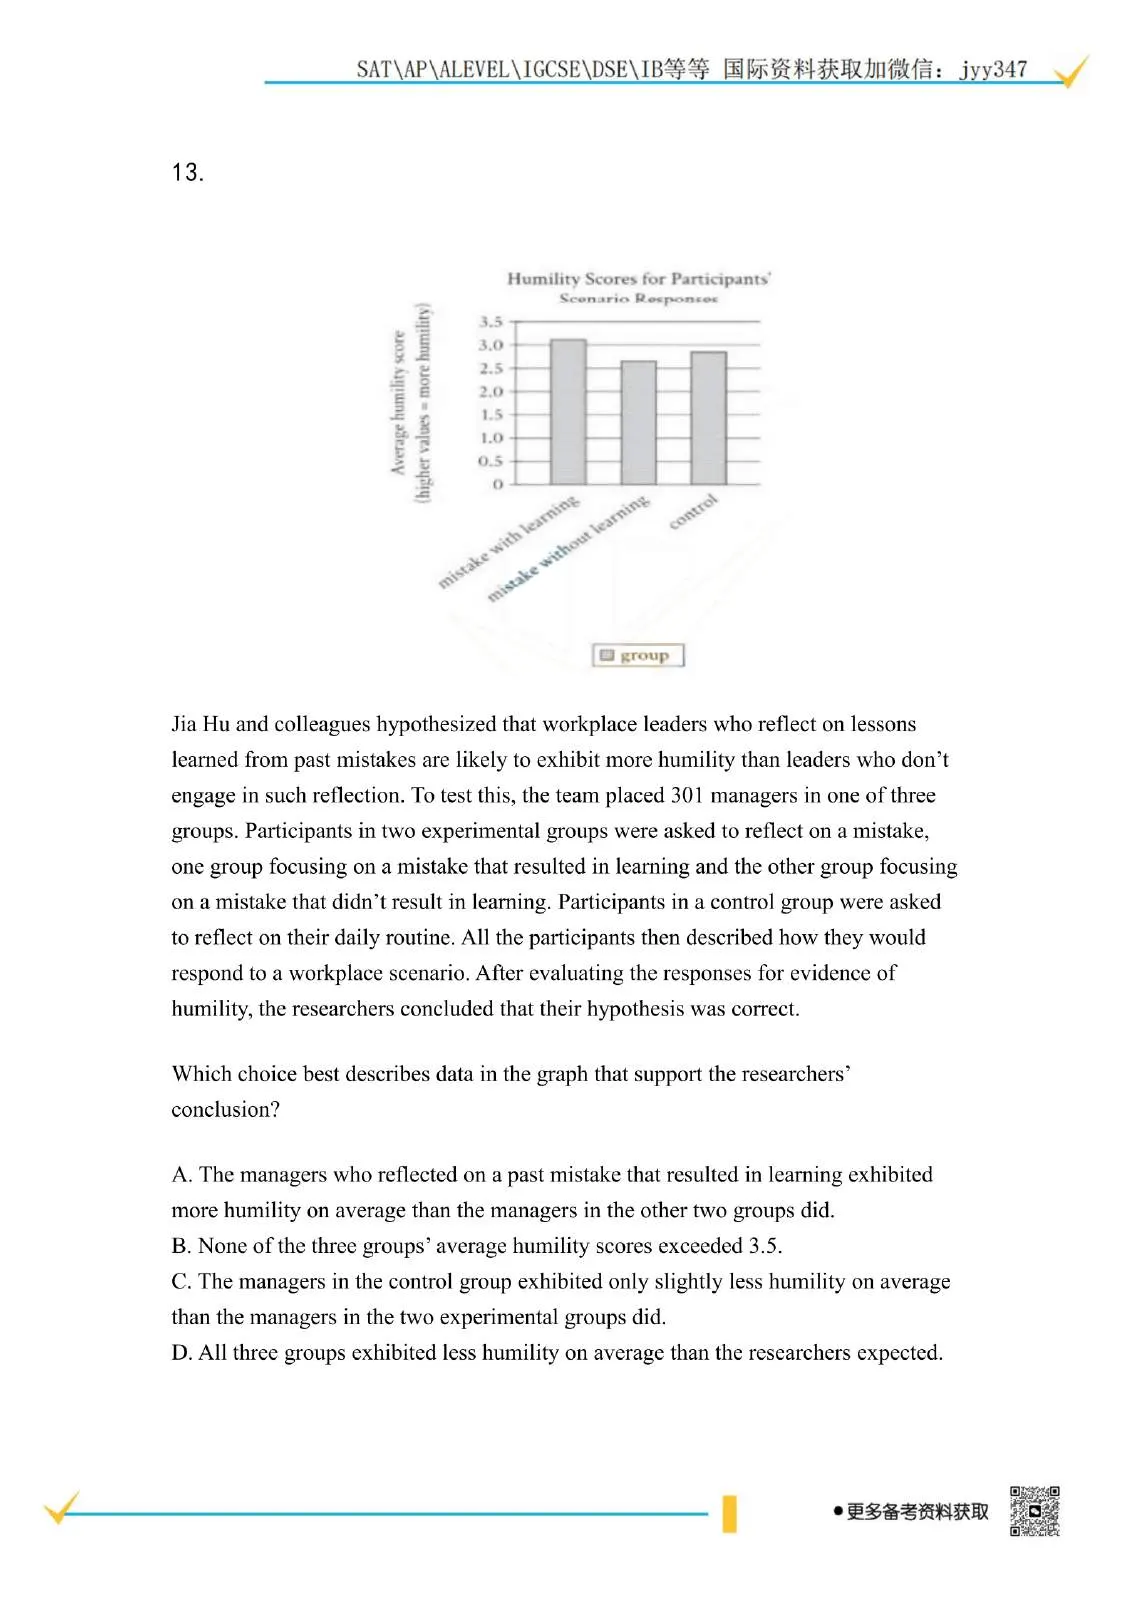 SAT\AP\ALEVEL\IGCSE\DSE\IB等等 国际资料获取加微信：jyy347
13.
Humility Scores for Participants'
Scenario Responses
Average humility score
(higher values = more humility)
3.5
3.0
2.5
2.0
1.5
1.0
0.5
0
mistake with learning
mistake without learning
control
group
Jia Hu and colleagues hypothesized that workplace leaders who reflect on lessons
learned from past mistakes are likely to exhibit more humility than leaders who don’t
engage in such reflection. To test this, the team placed 301 managers in one of three
groups. Participants in two experimental groups were asked to reflect on a mistake,
one group focusing on a mistake that resulted in learning and the other group focusing
on a mistake that didn’t result in learning. Participants in a control group were asked
to reflect on their daily routine. All the participants then described how they would
respond to a workplace scenario. After evaluating the responses for evidence of
humility, the researchers concluded that their hypothesis was correct.
Which choice best describes data in the graph that support the researchers’
conclusion?
A. The managers who reflected on a past mistake that resulted in learning exhibited
more humility on average than the managers in the other two groups did.
B. None of the three groups’ average humility scores exceeded 3.5.
C. The managers in the control group exhibited only slightly less humility on average
than the managers in the two experimental groups did.
D. All three groups exhibited less humility on average than the researchers expected.
●更多备考资料获取